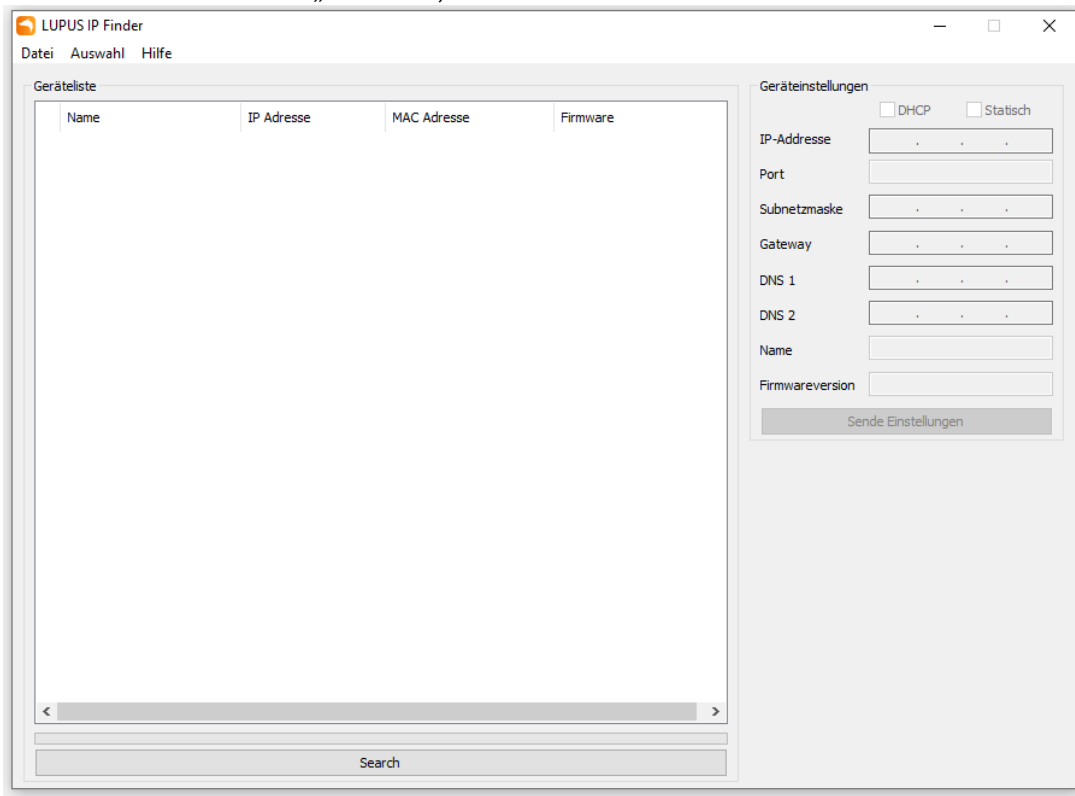 LUPUS IP Finder
Datei Auswahl Hilfe
Geräteliste
Name IP Adresse MAC Adresse Firmware
Search
Geräteinstellungen
DHCP Statisch
IP-Addresse . . .
Port
Subnetzmaske . . .
Gateway . . .
DNS 1 . . .
DNS 2 . . .
Name
Firmwareversion
Sende Einstellungen